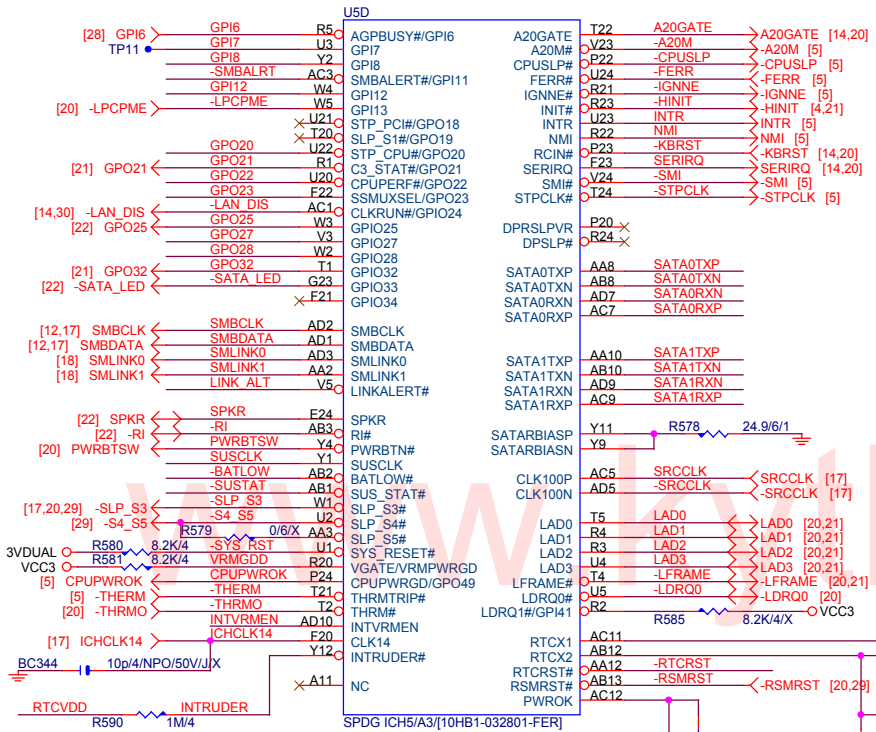 U5D
[28] GPI6 GPI6 R5 AGPBUSY#/GPI6 A20GATE T22 A20GATE A20GATE [14,20]
TP11 GPI7 U3 GPI7 A20M# V23 -A20M -A20M [5]
GPI8 Y2 GPI8 CPUSLP# P22 -CPUSLP -CPUSLP [5]
-SMBALRT AC3 SMBALERT#/GPI11 FERR# U24 -FERR -FERR [5]
GPI12 W4 GPI12 IGNNE# R21 -IGNNE -IGNNE [5]
[20] -LPCPME -LPCPME W5 GPI13 INIT# R23 -HINIT -HINIT [4,21]
U21 STP_PCI#/GPO18 INTR U23 INTR INTR [5]
T20 SLP_S1#/GPO19 NMI R22 NMI NMI [5]
GPO20 U22 STP_CPU#/GPO20 RCIN# P23 -KBRST -KBRST [14,20]
[21] GPO21 GPO21 R1 C3_STAT#/GPO21 SERIRQ F23 SERIRQ SERIRQ [14,20]
GPO22 U20 CPUPERF#/GPO22 SMI# V24 -SMI -SMI [5]
GPO23 F22 SSMUXSEL/GPO23 STPCLK# T24 -STPCLK -STPCLK [5]
[14,30] -LAN_DIS -LAN_DIS AC1 CLKRUN#/GPIO24
[22] GPO25 GPO25 W3 GPIO25 DPRSLPVR P20
GPO27 V3 GPIO27 DPSLP# R24
GPO28 W2 GPIO28
[21] GPO32 GPO32 T1 GPIO32 SATA0TXP AA8 SATA0TXP
[22] -SATA_LED -SATA_LED G23 GPIO33 SATA0TXN AB8 SATA0TXN
F21 GPIO34 SATA0RXN AD7 SATA0RXN
SATA0RXP AC7 SATA0RXP
[12,17] SMBCLK SMBCLK AD2 SMBCLK
[12,17] SMBDATA SMBDATA AD1 SMBDATA
[18] SMLINK0 SMLINK0 AD3 SMLINK0 SATA1TXP AA10 SATA1TXP
[18] SMLINK1 SMLINK1 AA2 SMLINK1 SATA1TXN AB10 SATA1TXN
LINK_ALT V5 LINKALERT# SATA1RXN AD9 SATA1RXN
SATA1RXP AC9 SATA1RXP
[22] SPKR SPKR E24 SPKR
[22] -RI -RI AB3 RI# SATARBIASP Y11 R578 24.9/6/1
[20] PWRBTSW PWRBTSW Y4 PWRBTN# SATARBIASN Y9
SUSCLK Y1 SUSCLK
-BATLOW AB2 BATLOW# CLK100P AC5 SRCCLK SRCCLK [17]
-SUSTAT AB1 SUS_STAT# CLK100N AD5 -SRCCLK -SRCCLK [17]
[17,20,29] -SLP_S3 -SLP_S3 W1 SLP_S3#
[29] -S4_S5 -S4_S5 U2 SLP_S4# LAD0 T5 LAD0 LAD0 [20,21]
R579 0/6/X AA3 SLP_S5# LAD1 R4 LAD1 LAD1 [20,21]
3VDUAL R580 8.2K/4 -SYS_RST U1 SYS_RESET# LAD2 R3 LAD2 LAD2 [20,21]
VCC3 R581 8.2K/4 VRMGD R20 VGATE/VRMPWRGD LAD3 U4 LAD3 LAD3 [20,21]
[5] CPUPWROK CPUPWROK P24 CPUPWRGD/GPO49 LFRAME# T4 -LFRAME -LFRAME [20,21]
[5] -THERM -THERM T21 THRMTRIP# LDRQ0# U5 -LDRQ0 -LDRQ0 [20]
[20] -THRMO -THRMO T2 THRM# LDRQ1#/GPI41 R2 R585 8.2K/4/X VCC3
INTVRMEN AD10 INTVRMEN
[17] ICHCLK14 ICHCLK14 F20 CLK14 RTCX1 AC11
Y12 INTRUDER# RTCX2 AB12
BC344 10p/4/NPO/50V/J/X RTCRST# AA12 -RTCRST
A11 NC RSMRST# AB13 -RSMRST -RSMRST [20,29]
PWROK AC12
RTCVDD R590 1M/4 INTRUDER
SPDG ICH5/A3/[10HB1-032801-FER]